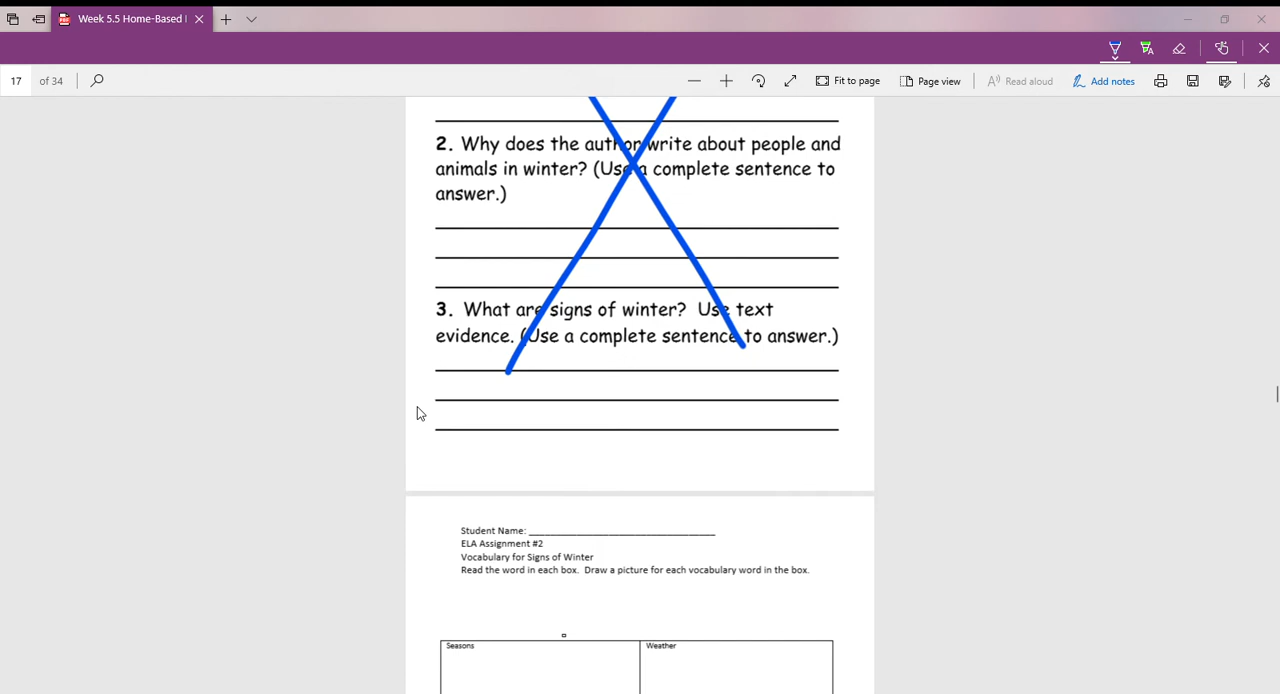 Week 5.5 Home-Based I
17 of 34
Fit to page
Page view
Read aloud
Add notes
2. Why does the author write about people and
animals in winter? (Use a complete sentence to
answer.)
3. What are signs of winter? Use text
evidence. (Use a complete sentence to answer.)
Student Name: ____________________________________
ELA Assignment #2
Vocabulary for Signs of Winter
Read the word in each box. Draw a picture for each vocabulary word in the box.
Seasons
Weather